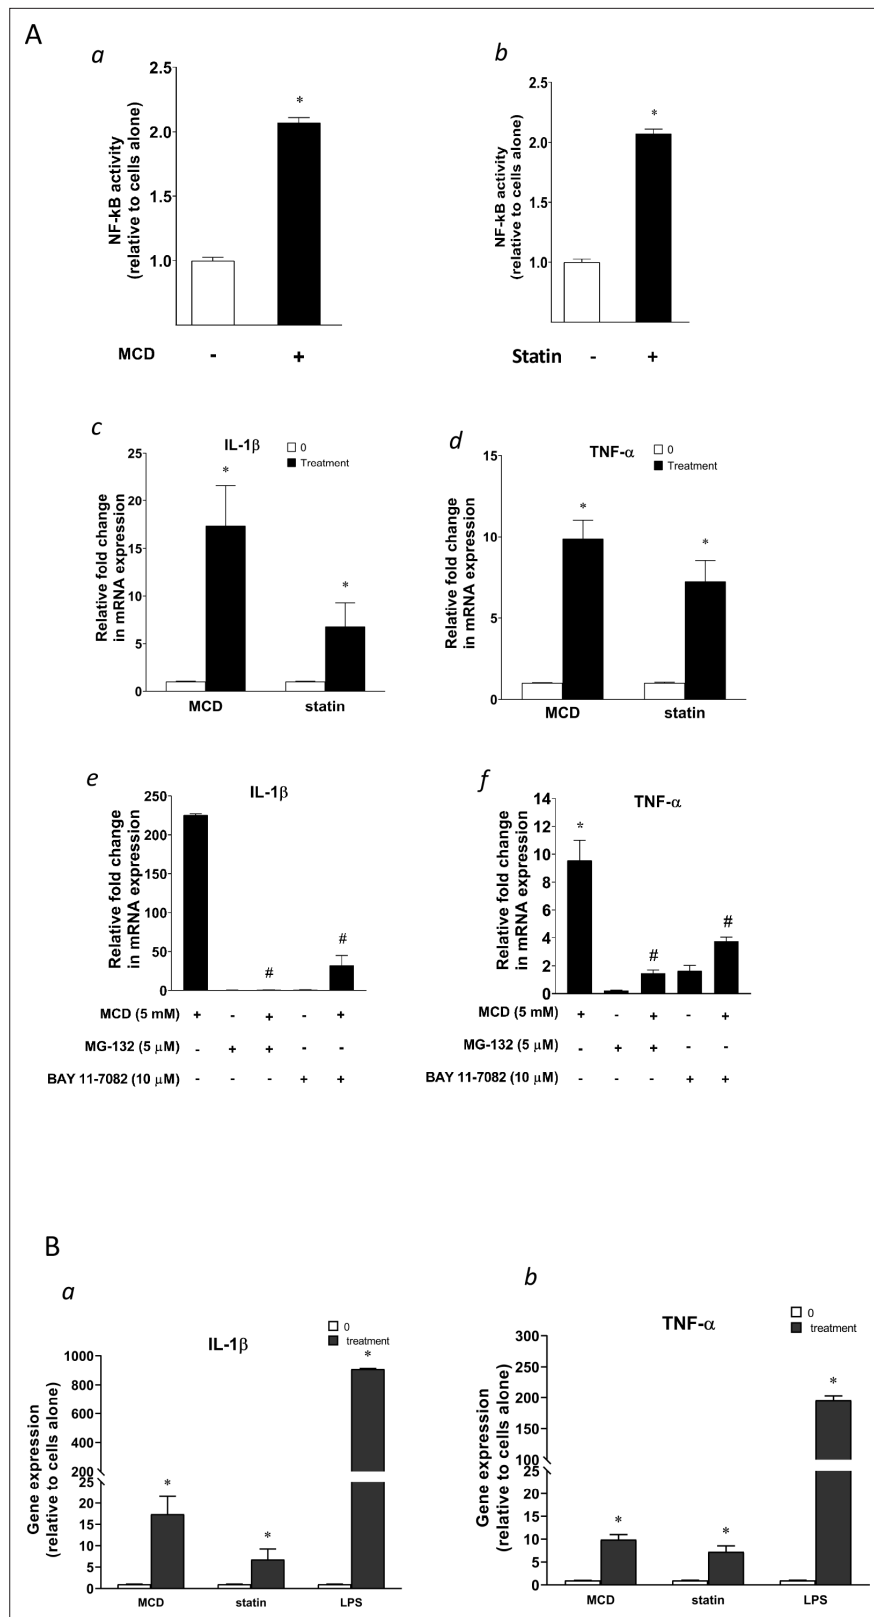 A
a
2.5
2.0
1.5
1.0
NF-kB activity
(relative to cells alone)
*
MCD
-
+
b
2.5
2.0
1.5
1.0
NF-kB activity
(relative to cells alone)
*
Statin
-
+
c
IL-1β
0
Treatment
25
20
15
10
5
0
Relative fold change
in mRNA expression
*
*
MCD
statin
d
TNF-α
0
Treatment
15
10
5
0
Relative fold change
in mRNA expression
*
*
MCD
statin
e
IL-1β
250
200
150
100
50
0
Relative fold change
in mRNA expression
#
#
MCD (5 mM) + - + - +
MG-132 (5 μM) - + + - -
BAY 11-7082 (10 μM) - - - + +
f
TNF-α
14
12
10
8
6
4
2
0
Relative fold change
in mRNA expression
*
#
#
MCD (5 mM) + - + - +
MG-132 (5 μM) - + + - -
BAY 11-7082 (10 μM) - - - + +
B
a
IL-1β
0
treatment
1000
800
600
400
200
25
20
15
10
5
0
Gene expression
(relative to cells alone)
*
*
*
MCD
statin
LPS
b
TNF-α
0
treatment
300
250
200
150
100
25
20
15
10
5
0
Gene expression
(relative to cells alone)
*
*
*
MCD
statin
LPS